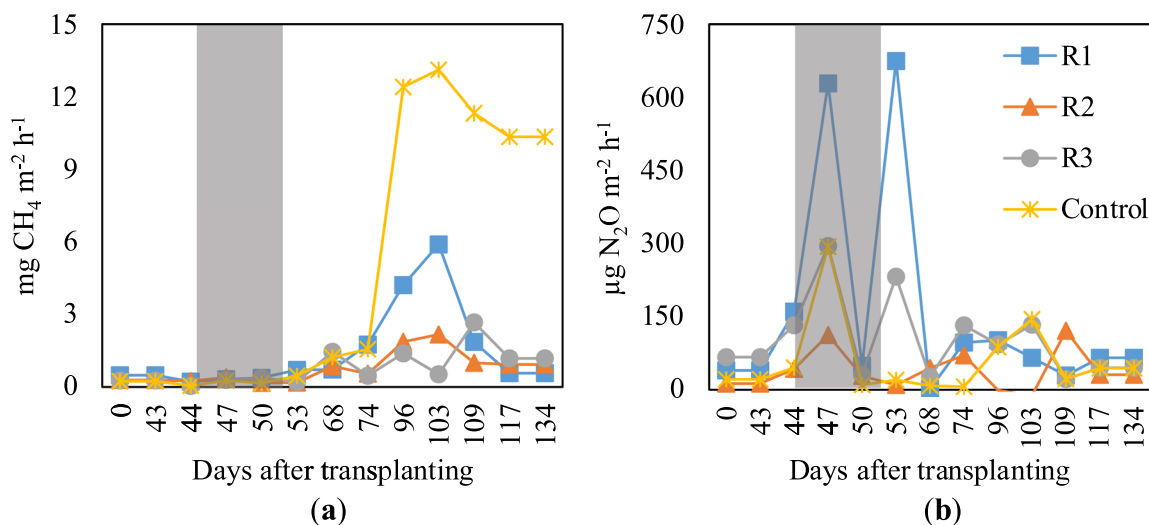 15
12
9
6
3
0
mg CH₄ m⁻² h⁻¹
0 43 44 47 50 53 68 74 96 103 109 117 134
Days after transplanting
(a)
750
600
450
300
150
0
µg N₂O m⁻² h⁻¹
R1
R2
R3
Control
0 43 44 47 50 53 68 74 96 103 109 117 134
Days after transplanting
(b)